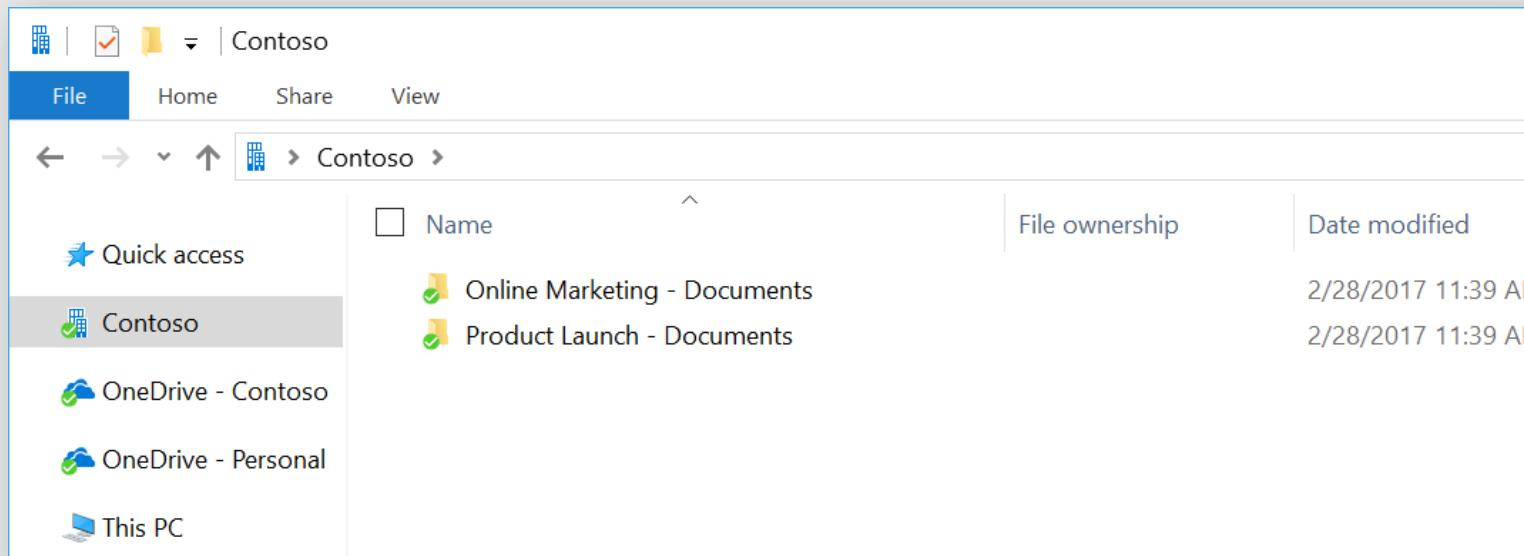 Contoso
File Home Share View
Contoso
Name File ownership Date modified
Quick access
Online Marketing - Documents 2/28/2017 11:39
Contoso
Product Launch - Documents 2/28/2017 11:39
OneDrive - Contoso
OneDrive - Personal
This PC